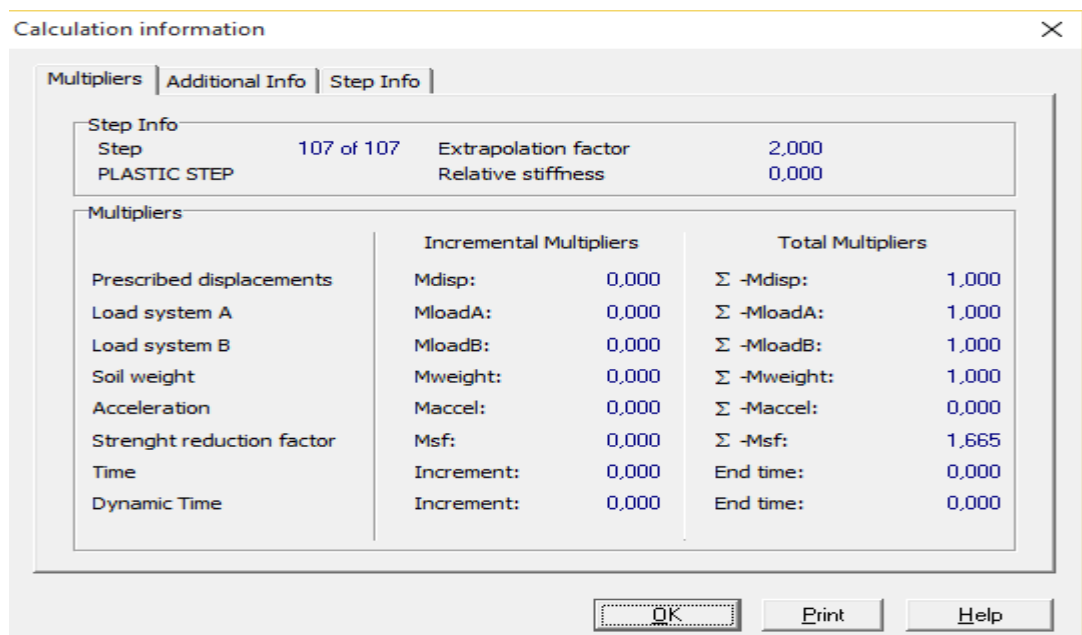 Calculation information
Multipliers Additional Info Step Info
Step Info
Step 107 of 107 Extrapolation factor 2,000
PLASTIC STEP Relative stiffness 0,000
Multipliers
Incremental Multipliers Total Multipliers
Prescribed displacements Mdisp: 0,000 Σ -Mdisp: 1,000
Load system A MloadA: 0,000 Σ -MloadA: 1,000
Load system B MloadB: 0,000 Σ -MloadB: 1,000
Soil weight Mweight: 0,000 Σ -Mweight: 1,000
Acceleration Maccel: 0,000 Σ -Maccel: 0,000
Strenght reduction factor Msf: 0,000 Σ -Msf: 1,665
Time Increment: 0,000 End time: 0,000
Dynamic Time Increment: 0,000 End time: 0,000
OK Print Help